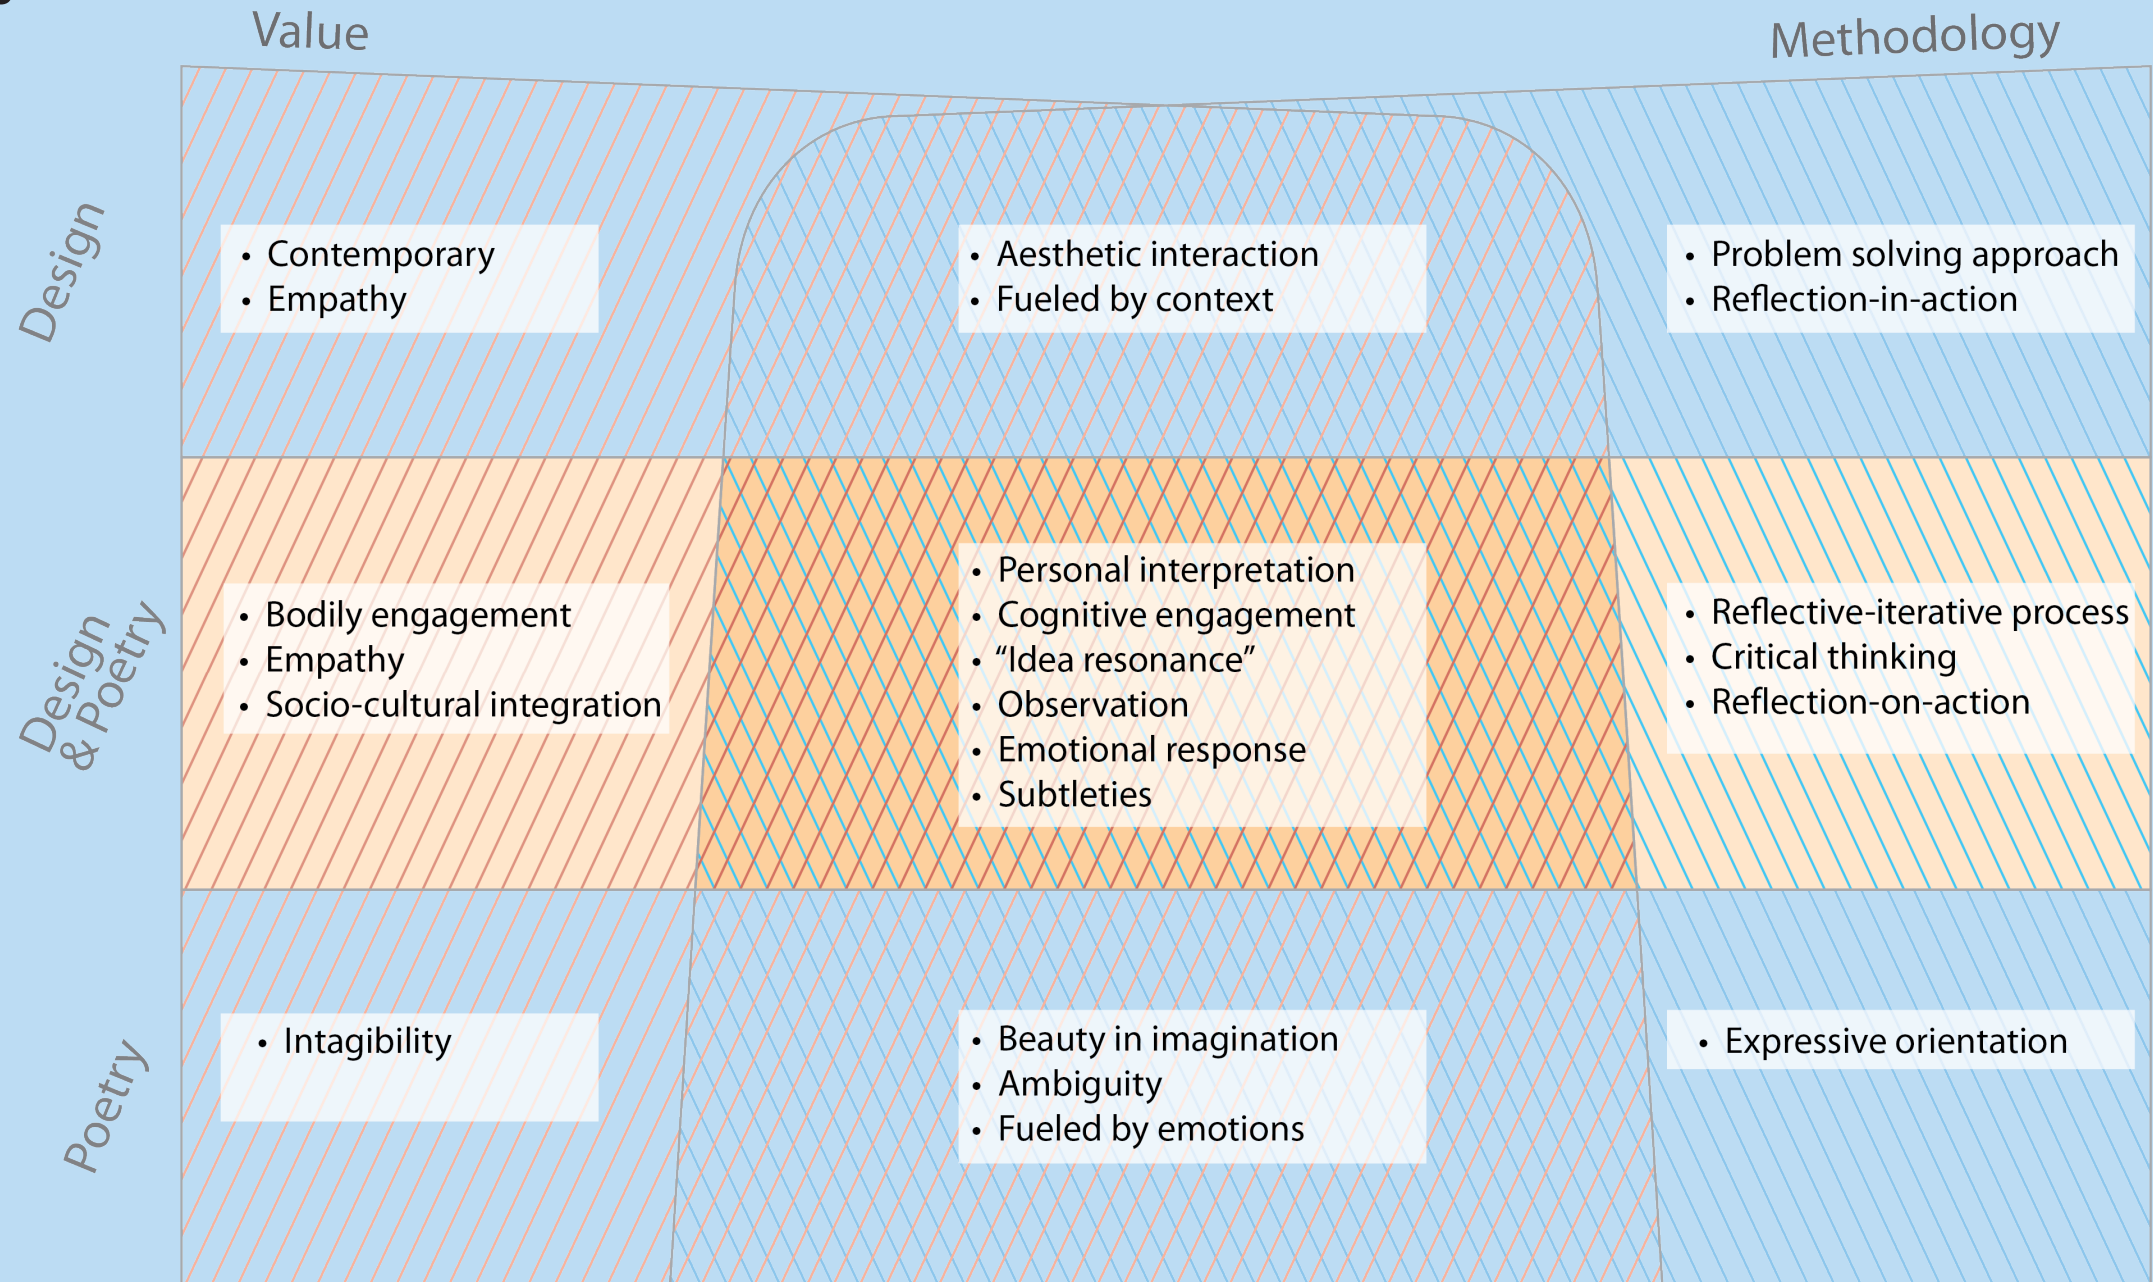 Value
Methodology
Design
• Contemporary
• Empathy
• Aesthetic interaction
• Fueled by context
• Problem solving approach
• Reflection-in-action
Design
& Poetry
• Bodily engagement
• Empathy
• Socio-cultural integration
• Personal interpretation
• Cognitive engagement
• “Idea resonance”
• Observation
• Emotional response
• Subtleties
• Reflective-iterative process
• Critical thinking
• Reflection-on-action
Poetry
• Intagibility
• Beauty in imagination
• Ambiguity
• Fueled by emotions
• Expressive orientation